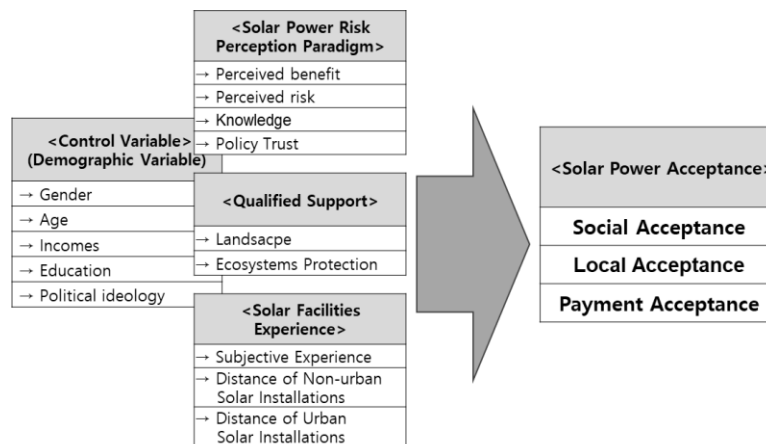 <Control Variable>
(Demographic Variable)
→ Gender
→ Age
→ Incomes
→ Education
→ Political ideology
<Solar Power Risk
Perception Paradigm>
→ Perceived benefit
→ Perceived risk
→ Knowledge
→ Policy Trust
<Qualified Support>
→ Landsacpe
→ Ecosystems Protection
<Solar Facilities
Experience>
→ Subjective Experience
→ Distance of Non-urban
Solar Installations
→ Distance of Urban
Solar Installations
<Solar Power Acceptance>
Social Acceptance
Local Acceptance
Payment Acceptance